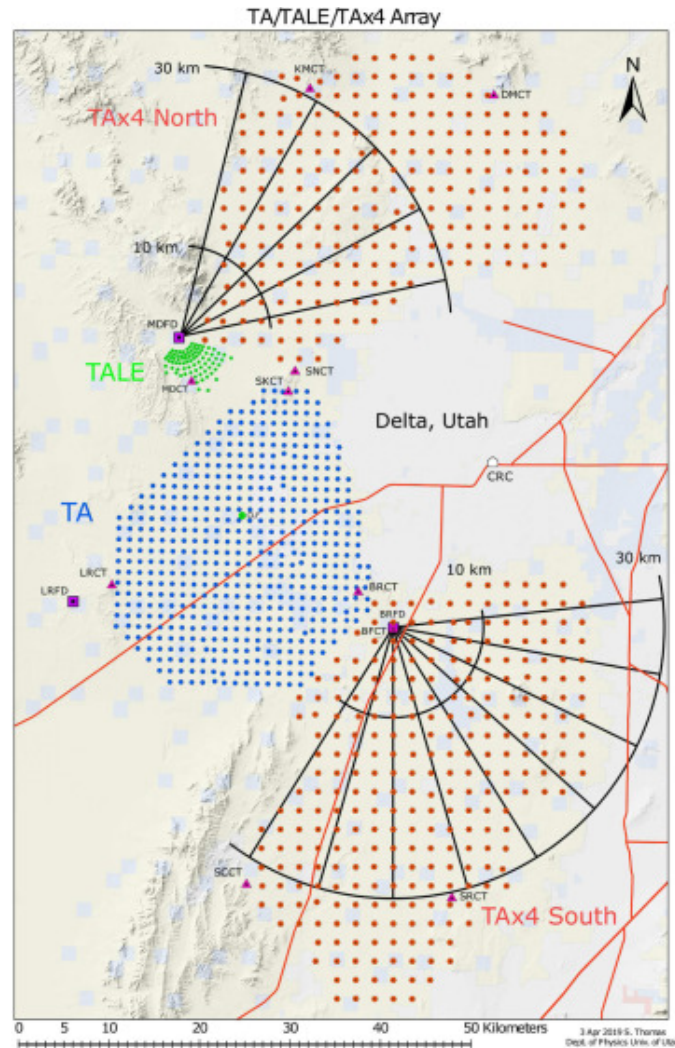 TA/TALE/TAx4 Array
30 km
KMCT
DMCT
N
TAx4 North
10 km
MDFD
TALE
MDCT
SKCT
SNCT
Delta, Utah
CRC
TA
LRCT
LRFD
BRCT
10 km
30 km
BRFD
BFCT
SCCT
SRCT
TAx4 South
0 5 10 20 30 40 50 Kilometers
3 Apr 2019 S. Thomas
Dept. of Physics Univ. of Uta